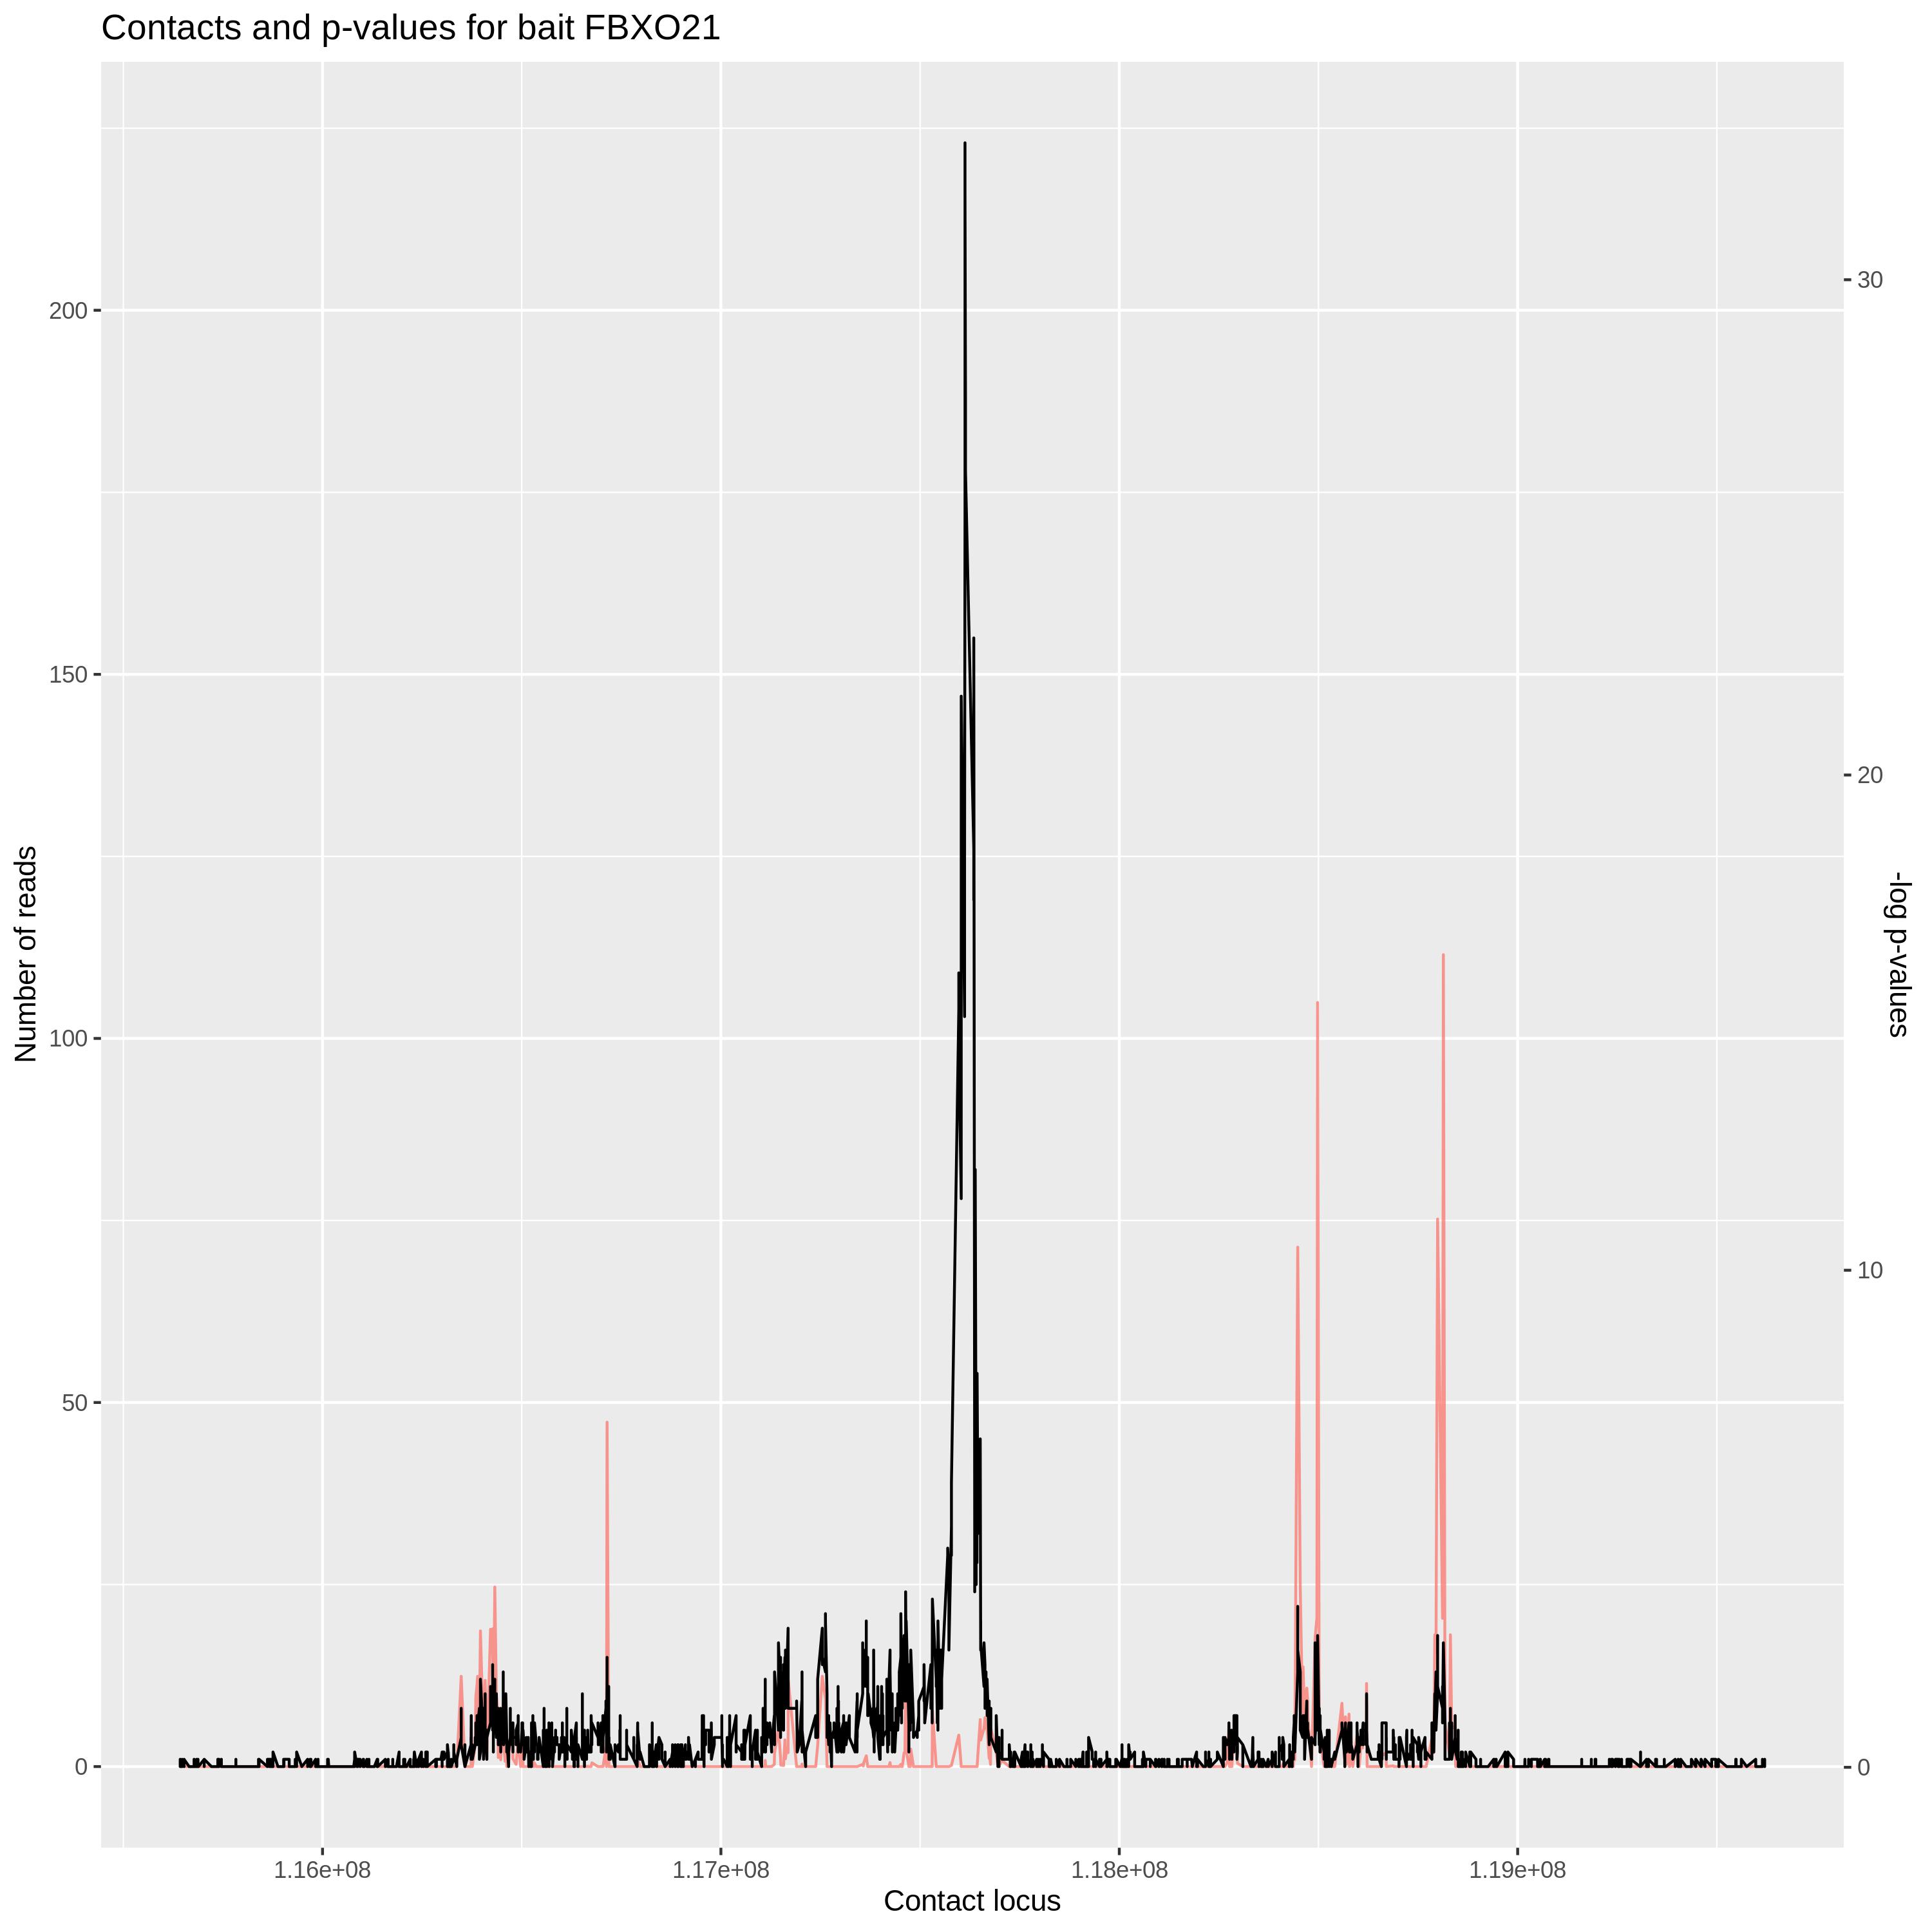 Contacts and p-values for bait FBXO21
Number of reads
200
150
100
50
0
30
20
10
0
-log p-values
1.16e+08
1.17e+08
1.18e+08
1.19e+08
Contact locus